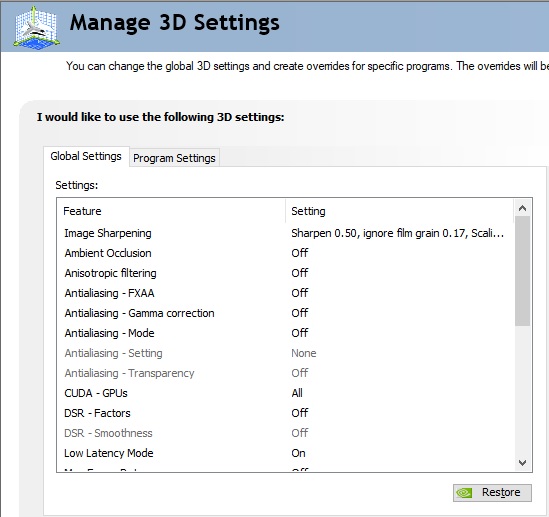 Manage 3D Settings
You can change the global 3D settings and create overrides for specific programs. The overrides will be
I would like to use the following 3D settings:
Global Settings Program Settings
Settings:
Feature Setting
Image Sharpening Sharpen 0.50, ignore film grain 0.17, Scali...
Ambient Occlusion Off
Anisotropic filtering Off
Antialiasing - FXAA Off
Antialiasing - Gamma correction Off
Antialiasing - Mode Off
Antialiasing - Setting None
Antialiasing - Transparency Off
CUDA - GPUs All
DSR - Factors Off
DSR - Smoothness Off
Low Latency Mode On
Restore